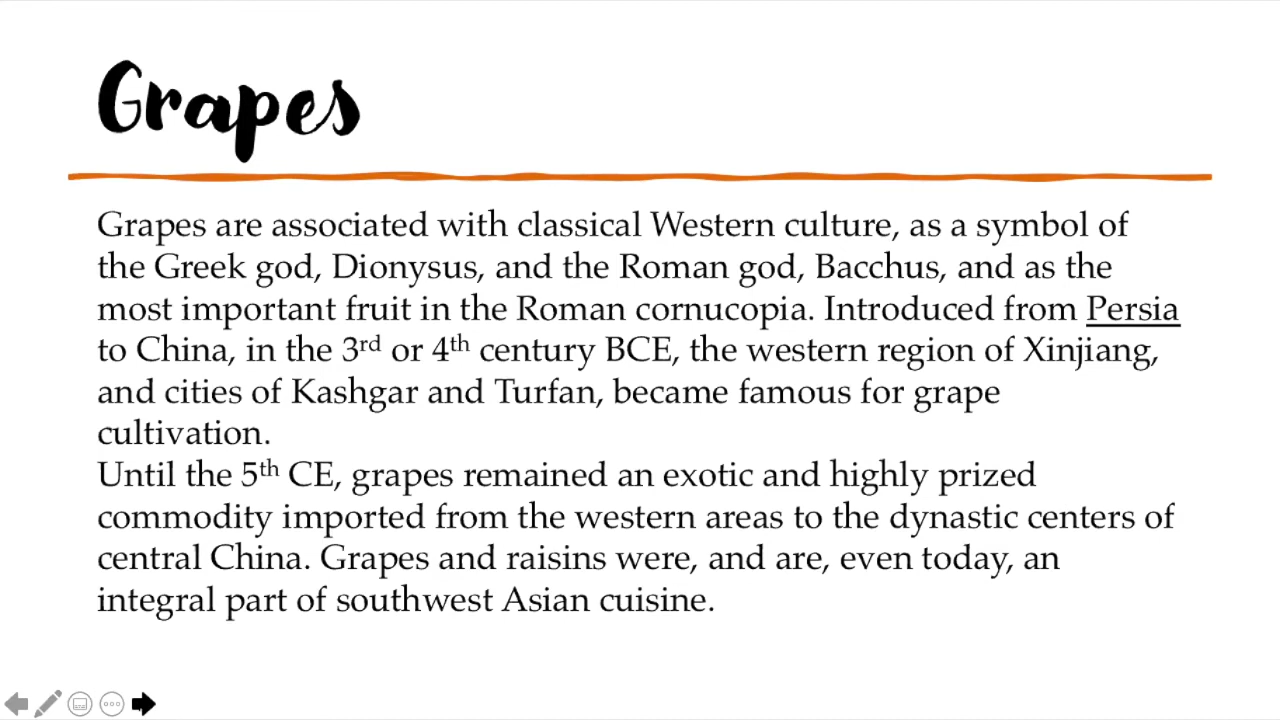 Grapes
Grapes are associated with classical Western culture, as a symbol of
the Greek god, Dionysus, and the Roman god, Bacchus, and as the
most important fruit in the Roman cornucopia. Introduced from Persia
to China, in the 3rd or 4th century BCE, the western region of Xinjiang,
and cities of Kashgar and Turfan, became famous for grape
cultivation.
Until the 5th CE, grapes remained an exotic and highly prized
commodity imported from the western areas to the dynastic centers of
central China. Grapes and raisins were, and are, even today, an
integral part of southwest Asian cuisine.